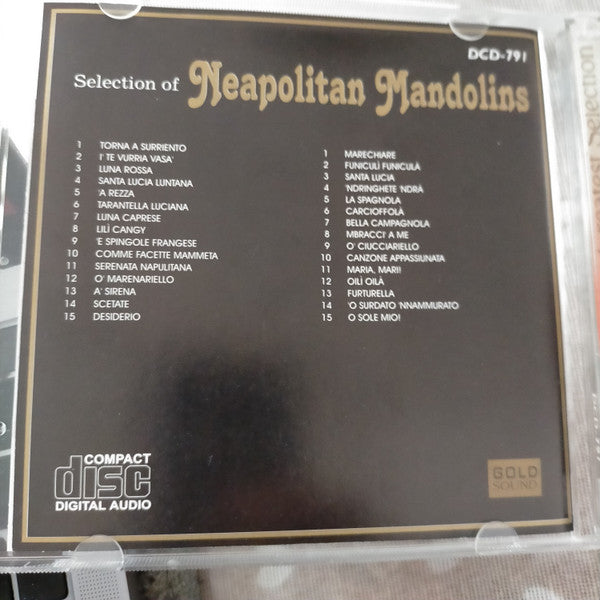 DCD-791
Selection of Neapolitan Mandolins
1 TORNA A SURRIENTO
2 I' TE VURRIA VASA'
3 LUNA ROSSA
4 SANTA LUCIA LUNTANA
5 'A REZZA
6 TARANTELLA LUCIANA
7 LUNA CAPRESE
8 LILÌ CANGY
9 'E SPINGOLE FRANGESE
10 COMME FACETTE MAMMETA
11 SERENATA NAPULITANA
12 O' MARENARIELLO
13 A' SIRENA
14 SCETATE
15 DESIDERIO
1 MARECHIARE
2 FUNICULÌ FUNICULÀ
3 SANTA LUCIA
4 'NDRINGHETE 'NDRÀ
5 LA SPAGNOLA
6 CARCIOFFOLÀ
7 BELLA CAMPAGNOLA
8 MBRACCI' A ME
9 O' CIUCCIARIELLO
10 CANZONE APPASSIUNATA
11 MARIA, MARI!
12 OILÌ OILÀ
13 FURTURELLA
14 'O SURDATO 'NNAMMURATO
15 O SOLE MIO!
COMPACT
disc
DIGITAL AUDIO
GOLD
SOUND
Selection